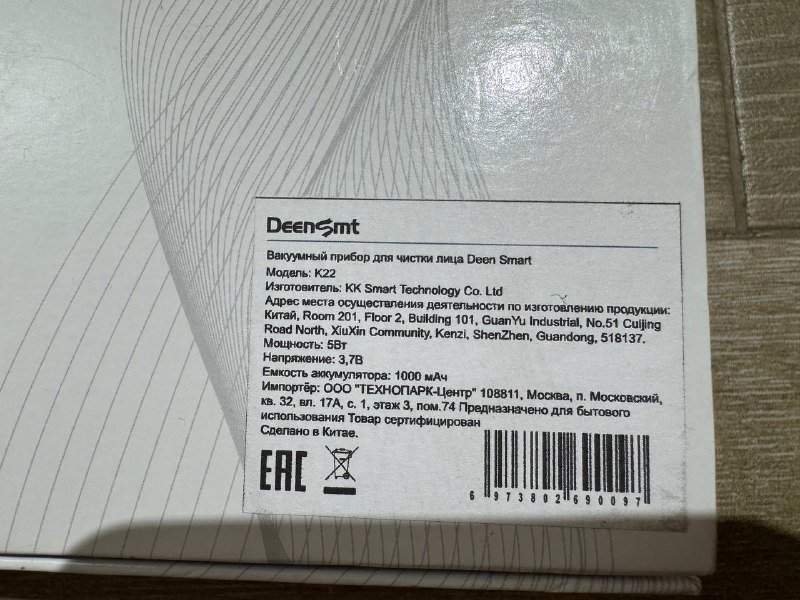 Deensmt
Вакуумный прибор для чистки лица Deen Smart
Модель: K22
Изготовитель: KK Smart Technology Co. Ltd
Адрес места осуществления деятельности по изготовлению продукции:
Китай, Room 201, Floor 2, Building 101, GuanYu Industrial, No.51 Cuijing
Road North, XiuXin Community, Kenzi, ShenZhen, Guandong, 518137.
Мощность: 5Вт
Напряжение: 3,7В
Емкость аккумулятора: 1000 мАч
Импортёр: ООО "ТЕХНОПАРК-Центр" 108811, Москва, п. Московский,
кв. 32, вл. 17А, с. 1, этаж 3, пом.74 Предназначено для бытового
использования Товар сертифицирован
Сделано в Китае.
EAC
6 973802 690097